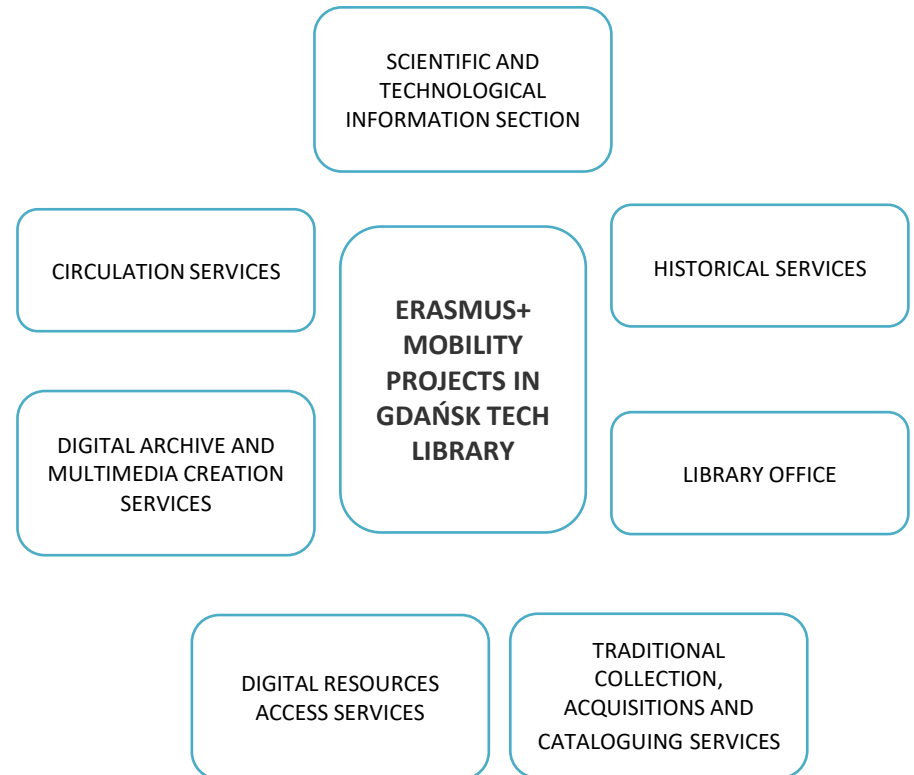 SCIENTIFIC AND
TECHNOLOGICAL
INFORMATION SECTION
CIRCULATION SERVICES
HISTORICAL SERVICES
ERASMUS+
MOBILITY
PROJECTS IN
GDAŃSK TECH
LIBRARY
DIGITAL ARCHIVE AND
MULTIMEDIA CREATION
SERVICES
LIBRARY OFFICE
DIGITAL RESOURCES
ACCESS SERVICES
TRADITIONAL
COLLECTION,
ACQUISITIONS AND
CATALOGUING SERVICES